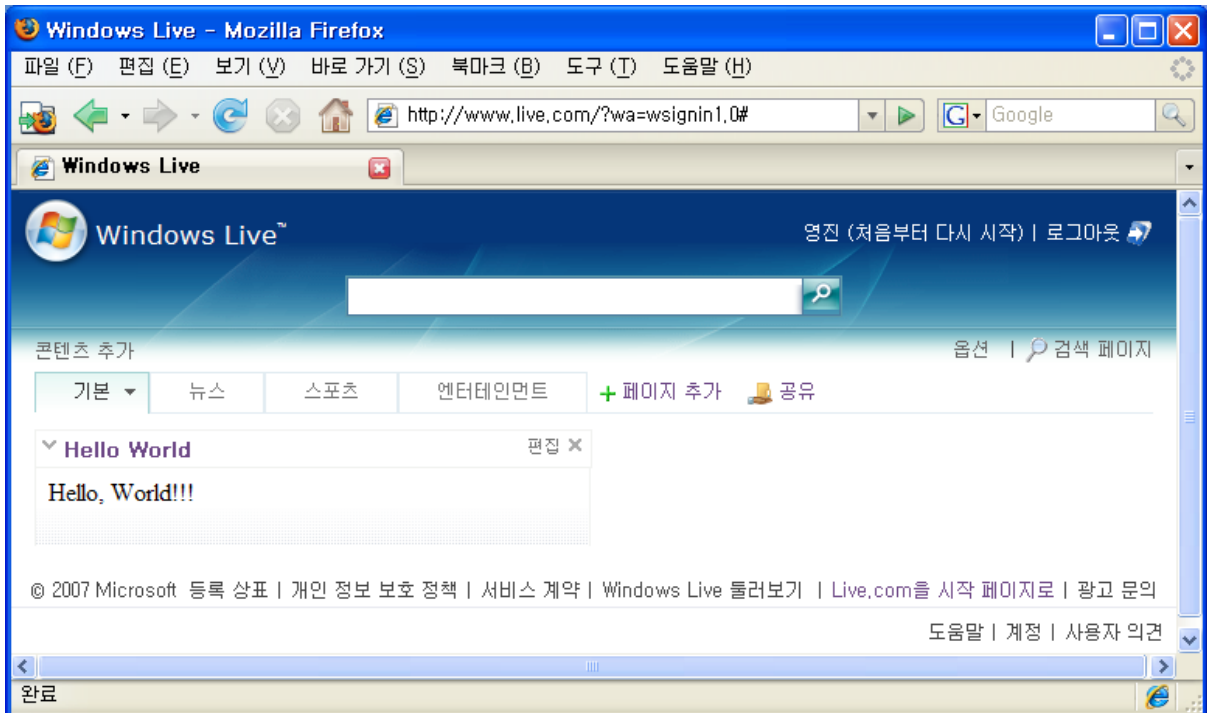 Windows Live - Mozilla Firefox
파일 (F) 편집 (E) 보기 (V) 바로 가기 (S) 북마크 (B) 도구 (T) 도움말 (H)
http://www.live.com/?wa=wsignin1.0# G Google
Windows Live
Windows Live™ 영진 (처음부터 다시 시작) | 로그아웃
콘텐츠 추가 옵션 | 검색 페이지
기본 뉴스 스포츠 엔터테인먼트 + 페이지 추가 공유
Hello World 편집
Hello, World!!!
© 2007 Microsoft 등록 상표 | 개인 정보 보호 정책 | 서비스 계약 | Windows Live 둘러보기 | Live.com을 시작 페이지로 | 광고 문의
도움말 | 계정 | 사용자 의견
완료